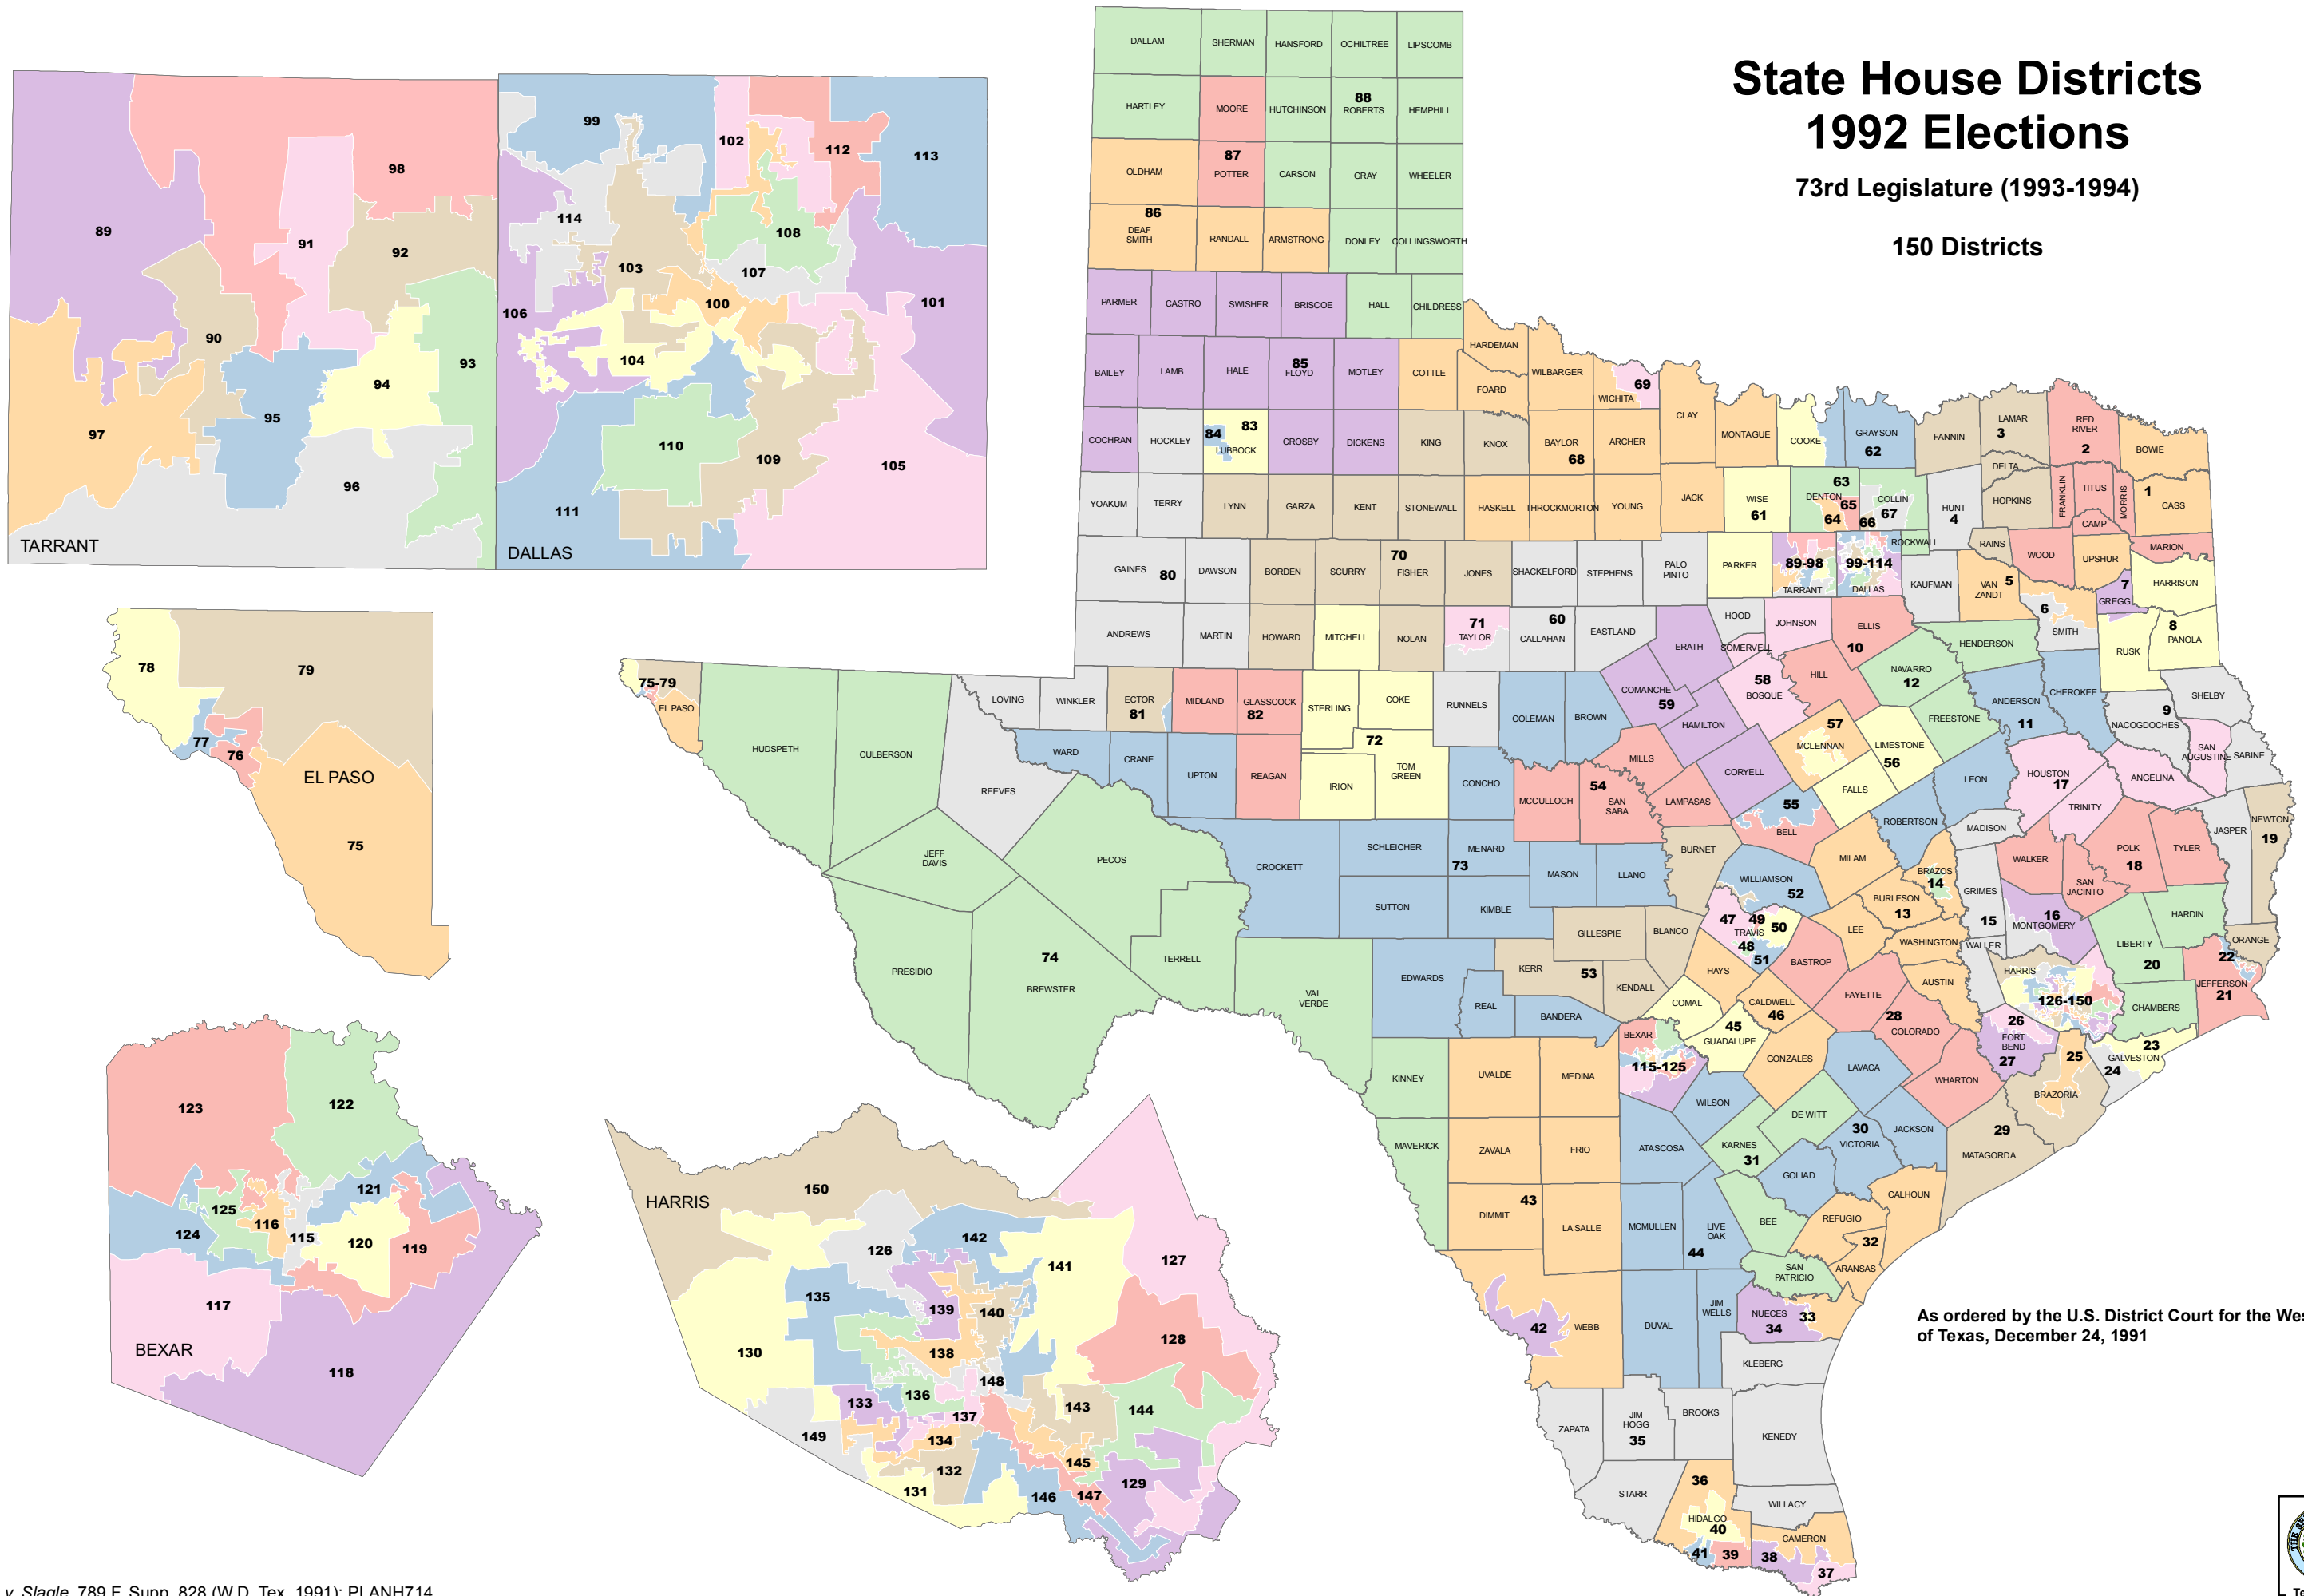 State House Districts
1992 Elections
73rd Legislature (1993-1994)
150 Districts
DALLAM
SHERMAN
HANSFORD
OCHILTREE
LIPSCOMB
HARTLEY
MOORE
HUTCHINSON
88
ROBERTS
HEMPHILL
OLDHAM
87
POTTER
CARSON
GRAY
WHEELER
86
DEAF
SMITH
RANDALL
ARMSTRONG
DONLEY
COLLINGSWORTH
PARMER
CASTRO
SWISHER
BRISCOE
HALL
CHILDRESS
BAILEY
LAMB
HALE
85
FLOYD
MOTLEY
COTTLE
HARDEMAN
FOARD
WILBARGER
69
WICHITA
CLAY
MONTAGUE
COOKE
GRAYSON
62
FANNIN
LAMAR
3
RED
RIVER
2
BOWIE
COCHRAN
HOCKLEY
84
83
LUBBOCK
CROSBY
DICKENS
KING
KNOX
BAYLOR
68
ARCHER
YOAKUM
TERRY
LYNN
GARZA
KENT
STONEWALL
HASKELL
THROCKMORTON
YOUNG
JACK
WISE
61
63
DENTON
65
64
COLLIN
67
66
HUNT
4
DELTA
HOPKINS
FRANKLIN
TITUS
MORRIS
CAMP
1
CASS
GAINES
80
DAWSON
BORDEN
SCURRY
70
FISHER
JONES
SHACKELFORD
STEPHENS
PALO
PINTO
PARKER
89-98
TARRANT
99-114
DALLAS
ROCKWALL
KAUFMAN
RAINS
VAN
ZANDT
5
WOOD
UPSHUR
MARION
HARRISON
7
GREGG
6
SMITH
8
PANOLA
RUSK
ANDREWS
MARTIN
HOWARD
MITCHELL
NOLAN
71
TAYLOR
60
CALLAHAN
EASTLAND
ERATH
HOOD
SOMERVELL
JOHNSON
ELLIS
10
HENDERSON
NAVARRO
12
HILL
58
BOSQUE
75-79
EL PASO
HUDSPETH
CULBERSON
LOVING
WINKLER
ECTOR
81
MIDLAND
GLASSCOCK
82
STERLING
COKE
RUNNELS
COLEMAN
BROWN
COMANCHE
59
HAMILTON
57
MCLENNAN
LIMESTONE
56
FREESTONE
ANDERSON
11
CHEROKEE
9
NACOGDOCHES
SHELBY
SAN
AUGUSTINE
SABINE
REEVES
WARD
CRANE
UPTON
REAGAN
72
IRION
TOM
GREEN
CONCHO
MCCULLOCH
54
SAN
SABA
MILLS
LAMPASAS
CORYELL
55
BELL
FALLS
LEON
HOUSTON
17
ANGELINA
TRINITY
ROBERTSON
MADISON
JEFF
DAVIS
PECOS
CROCKETT
SCHLEICHER
MENARD
73
MASON
LLANO
BURNET
WILLIAMSON
52
MILAM
BRAZOS
14
WALKER
POLK
18
TYLER
JASPER
NEWTON
19
SUTTON
KIMBLE
GILLESPIE
BLANCO
47
49
TRAVIS
50
48
51
LEE
BURLESON
13
GRIMES
15
SAN
JACINTO
16
MONTGOMERY
HARDIN
LIBERTY
20
ORANGE
PRESIDIO
74
BREWSTER
TERRELL
VAL
VERDE
EDWARDS
REAL
KERR
53
KENDALL
BANDERA
HAYS
COMAL
CALDWELL
46
BASTROP
WASHINGTON
WALLER
AUSTIN
HARRIS
126-150
22
JEFFERSON
21
CHAMBERS
FAYETTE
28
COLORADO
45
GUADALUPE
BEXAR
115-125
GONZALES
LAVACA
26
FORT
BEND
27
25
BRAZORIA
23
GALVESTON
24
WHARTON
KINNEY
UVALDE
MEDINA
WILSON
DE WITT
JACKSON
29
MATAGORDA
30
VICTORIA
MAVERICK
ZAVALA
FRIO
ATASCOSA
KARNES
31
GOLIAD
CALHOUN
43
DIMMIT
LA SALLE
MCMULLEN
LIVE
OAK
44
BEE
REFUGIO
32
ARANSAS
SAN
PATRICIO
42
WEBB
DUVAL
JIM
WELLS
NUECES
34
33
KLEBERG
ZAPATA
JIM
HOGG
35
BROOKS
KENEDY
STARR
36
HIDALGO
40
41
39
WILLACY
CAMERON
38
37
89
98
91
92
90
93
94
95
97
96
TARRANT
99
102
112
113
114
108
103
107
106
100
101
104
110
109
105
111
DALLAS
78
79
77
76
EL PASO
75
123
122
121
125
124
116
115
120
119
117
BEXAR
118
HARRIS
150
126
142
127
141
135
139
140
128
130
138
148
136
133
137
143
144
149
134
132
145
131
146
147
129
As ordered by the U.S. District Court for the Wes
of Texas, December 24, 1991
v. Slagle, 789 F. Supp. 828 (W.D. Tex. 1991); PLANH714